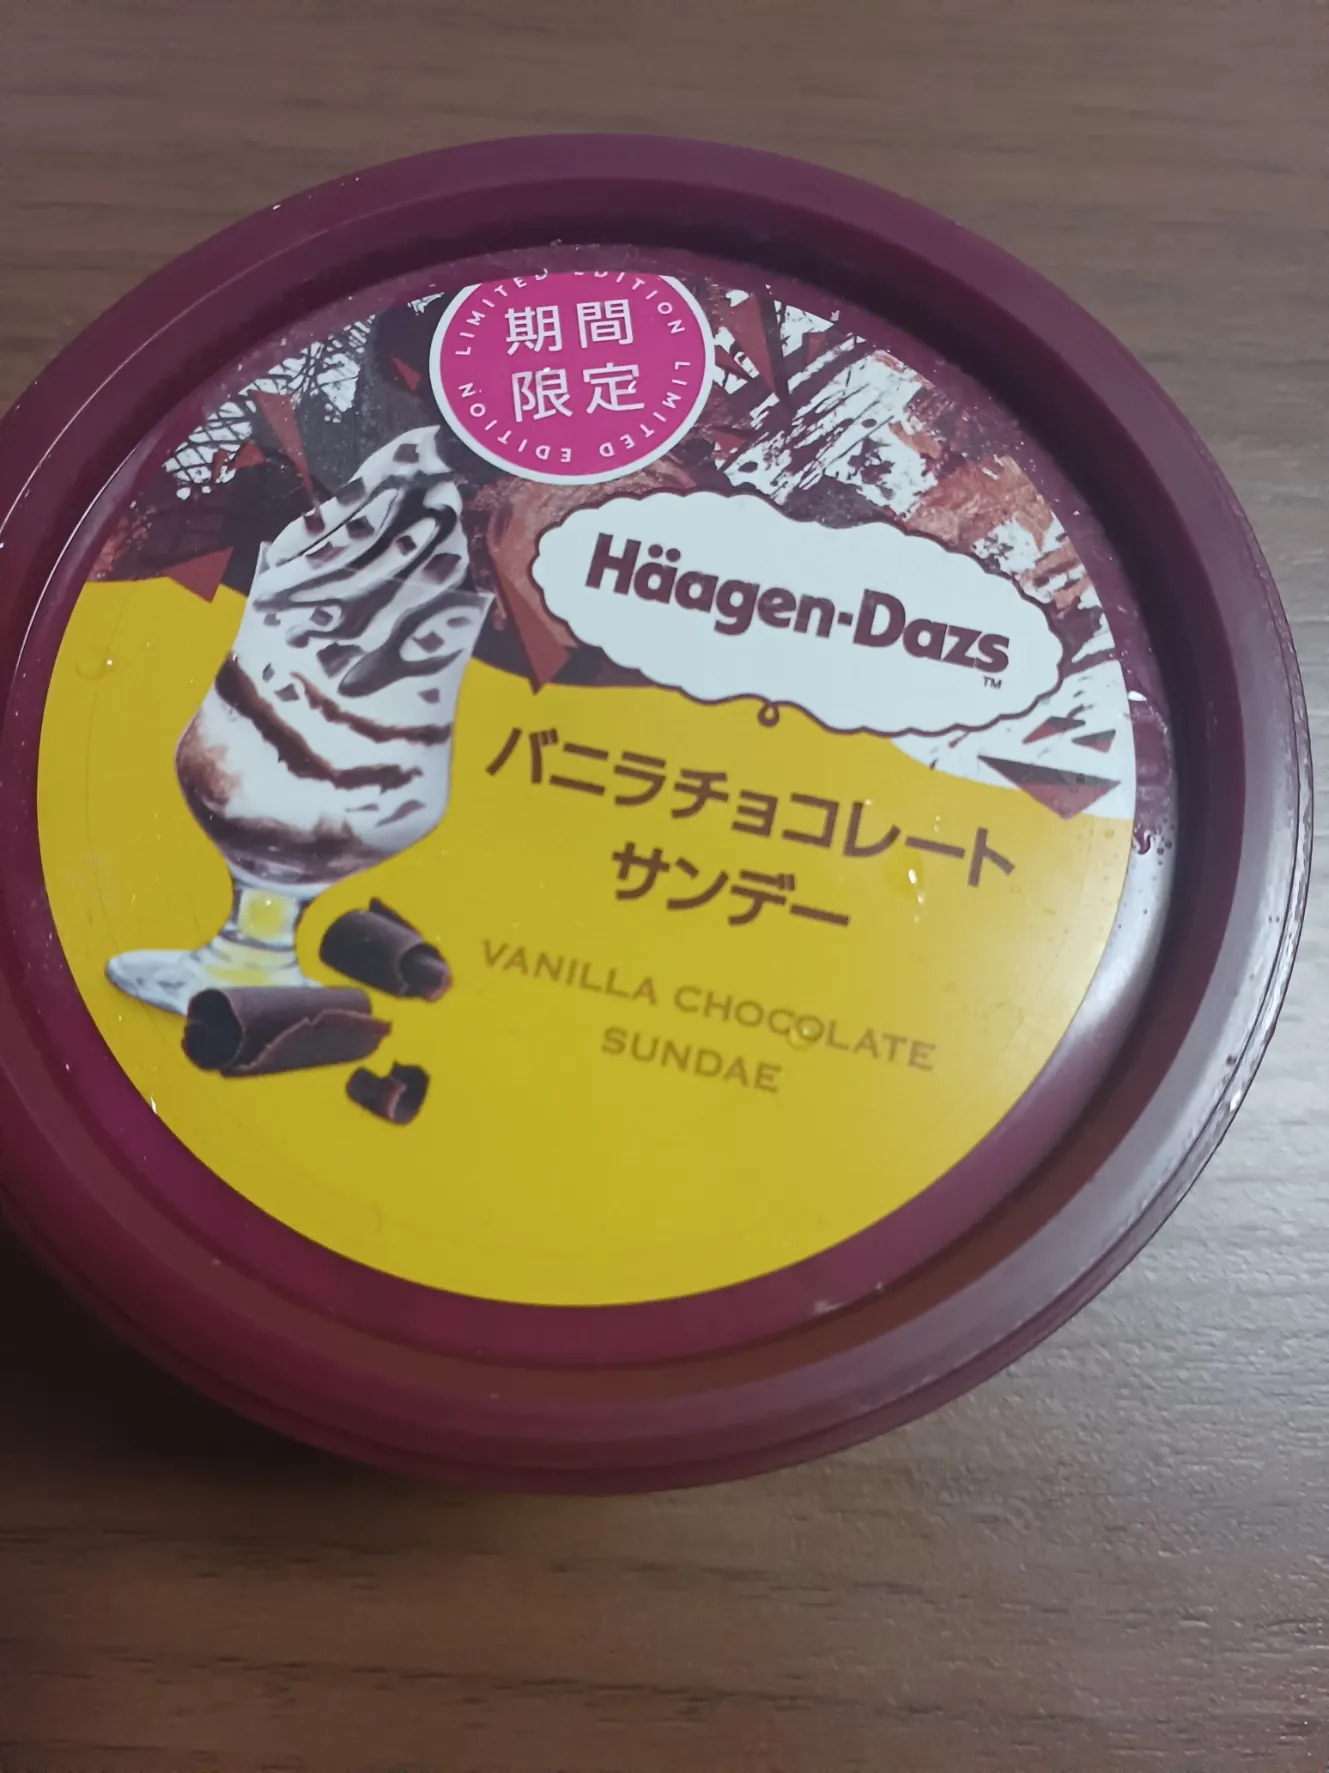 LIMITED EDITION LIMITED EDITION
期間
限定
Häagen-Dazs
TM
バニラチョコレート
サンデー
VANILLA CHOCOLATE
SUNDAE